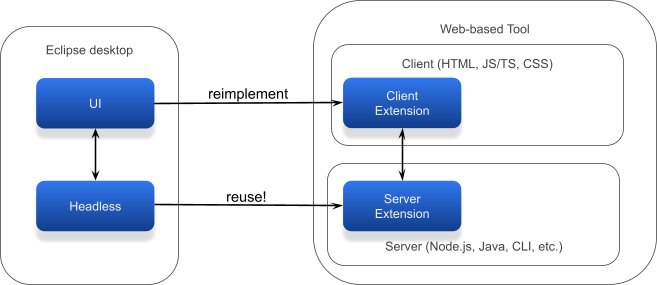 Web-based Tool
Eclipse desktop
Client (HTML, JS/TS, CSS)
UI
reimplement
Client
Extension
Headless
reuse!
Server
Extension
Server (Node.js, Java, CLI, etc.)